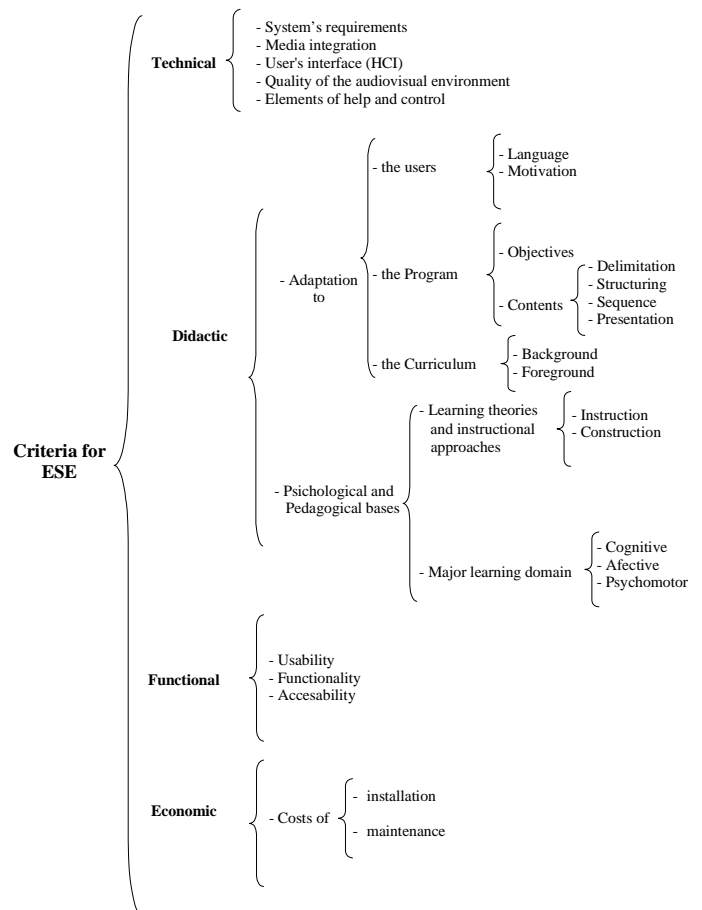 Criteria for
ESE
Technical
- System's requirements
- Media integration
- User's interface (HCI)
- Quality of the audiovisual environment
- Elements of help and control
Didactic
- Adaptation
to
- the users
- Language
- Motivation
- the Program
- Objectives
- Contents
- Delimitation
- Structuring
- Sequence
- Presentation
- the Curriculum
- Background
- Foreground
- Psichological and
Pedagogical bases
- Learning theories
and instructional
approaches
- Instruction
- Construction
- Major learning domain
- Cognitive
- Afective
- Psychomotor
Functional
- Usability
- Functionality
- Accesability
Economic
- Costs of
- installation
- maintenance